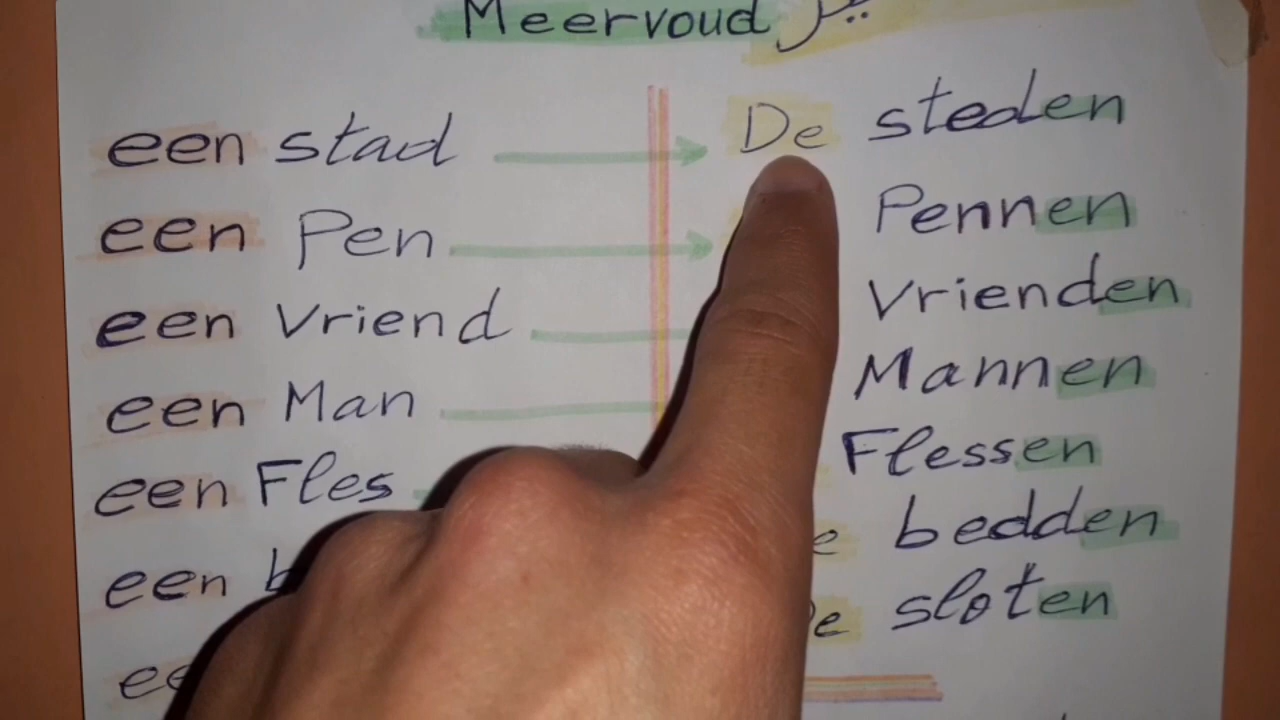 Meervoud
een stad De steden
een Pen Pennen
een Vriend Vrienden
een Man Mannen
een Fles Flessen
een bedden
De sloten